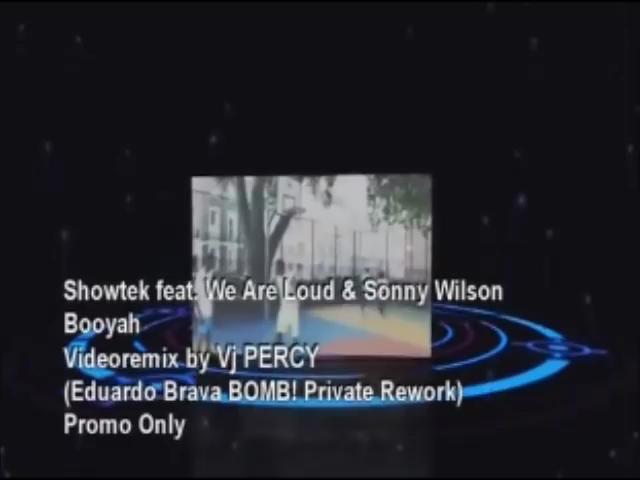 Showtek feat. We Are Loud & Sonny Wilson
Booyah
Videoremix by Vj PERCY
(Eduardo Brava BOMB! Private Rework)
Promo Only